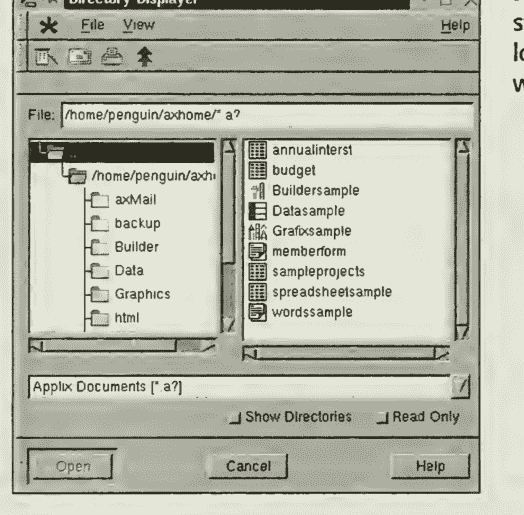 Directory Displayer
File View Help
File: /home/penguin/axhome/* a?
..
/home/penguin/axh
axMail
backup
Builder
Data
Graphics
html
annualinterst
budget
Buildersample
Datasample
Grafixsample
memberform
sampleprojects
spreadsheetsample
wordssample
Applix Documents [*.a?]
Show Directories Read Only
Open Cancel Help